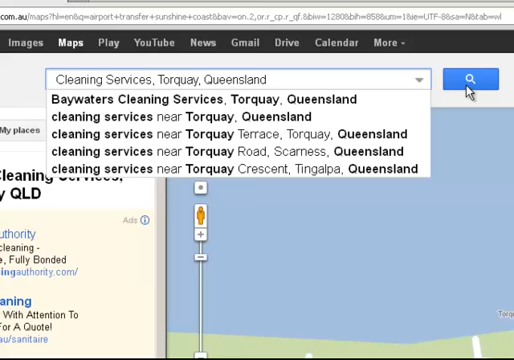 .com.au/maps?hl=en&q=airport+transfer+sunshine+coast&bav=on.2,or.r_cp.r_qf.&biw=1280&bih=858&um=1&ie=UTF-8&sa=N&tab=wl
Images Maps Play YouTube News Gmail Drive Calendar More
Cleaning Services, Torquay, Queensland
Baywaters Cleaning Services, Torquay, Queensland
cleaning services near Torquay, Queensland
cleaning services near Torquay Terrace, Torquay, Queensland
cleaning services near Torquay Road, Scarness, Queensland
cleaning services near Torquay Crescent, Tingalpa, Queensland
My places
y QLD
Ads
uthority
cleaning -
e, Fully Bonded
ingauthority.com/
aning
With Attention To
For A Quote!
au/sanitaire
Torqu